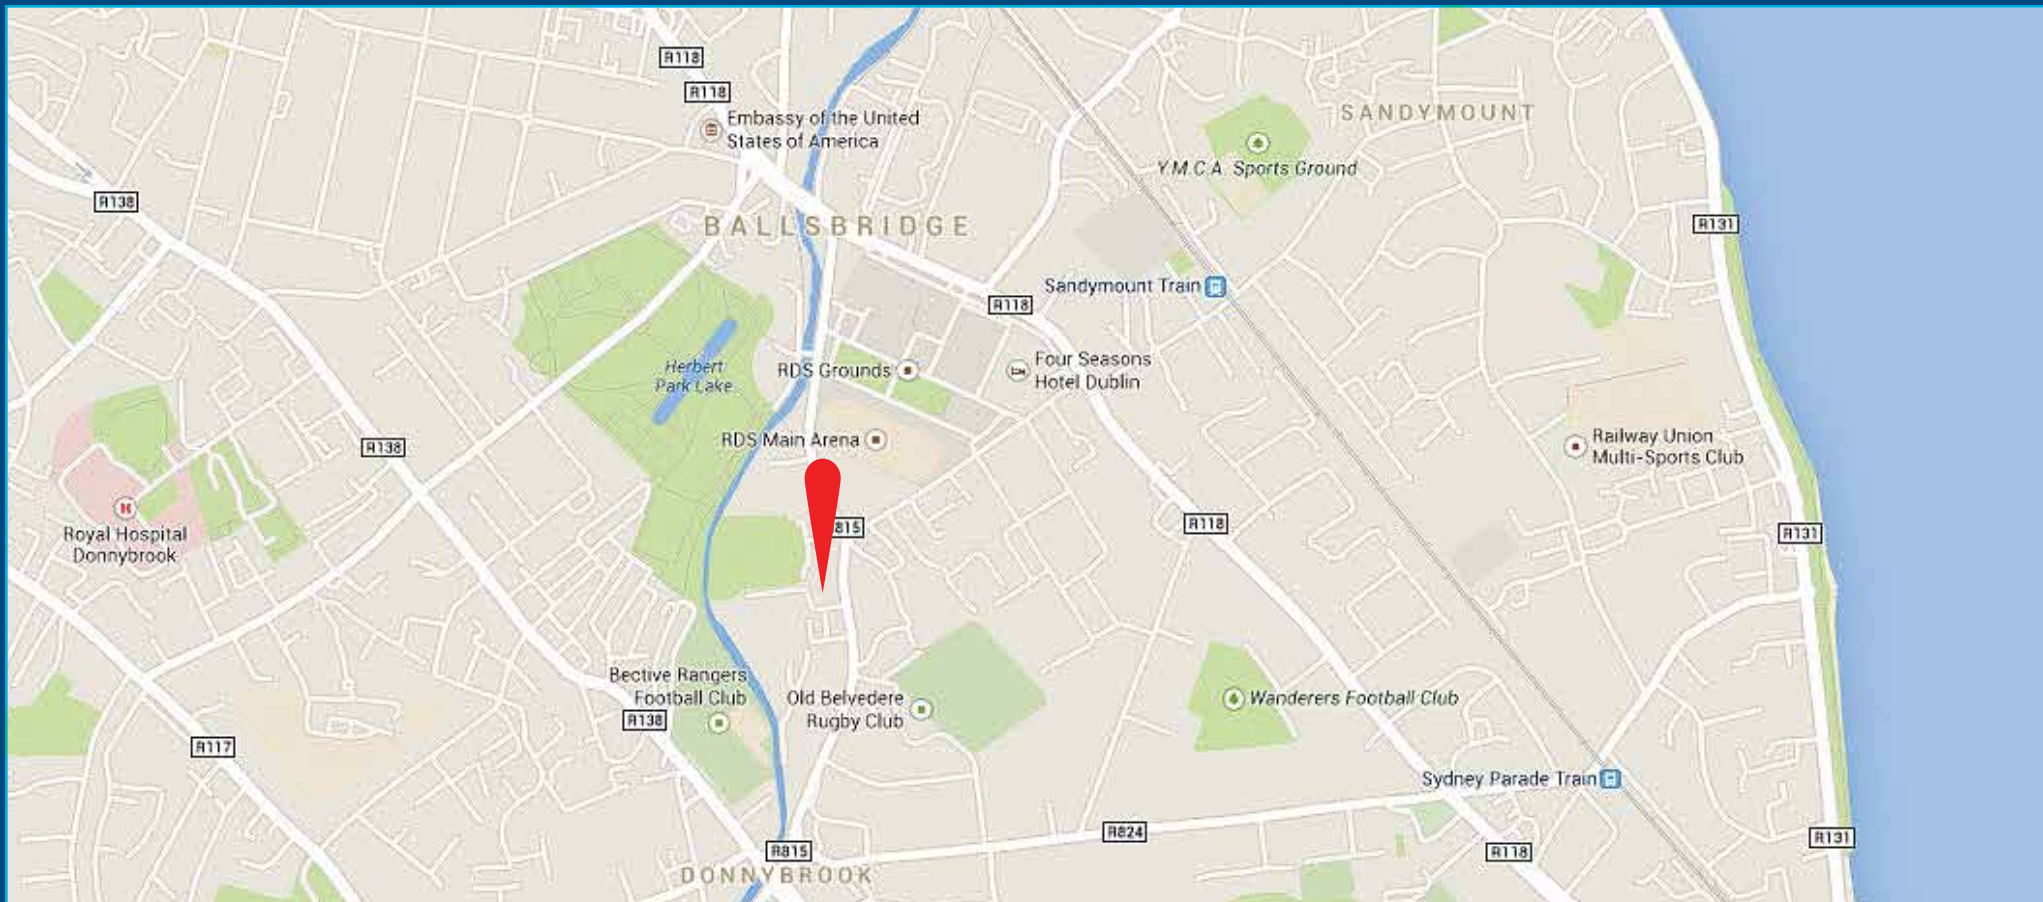 R118
R118
Embassy of the United
States of America
SANDYMOUNT
Y.M.C.A. Sports Ground
R138
BALLSBRIDGE
R131
Sandymount Train
R118
Herbert
Park Lake
RDS Grounds
Four Seasons
Hotel Dublin
RDS Main Arena
R138
Railway Union
Multi-Sports Club
Royal Hospital
Donnybrook
815
R118
R131
Bective Rangers
Football Club
Old Belvedere
Rugby Club
Wanderers Football Club
R138
R117
Sydney Parade Train
R824
R815
R118
R131
DONNYBROOK